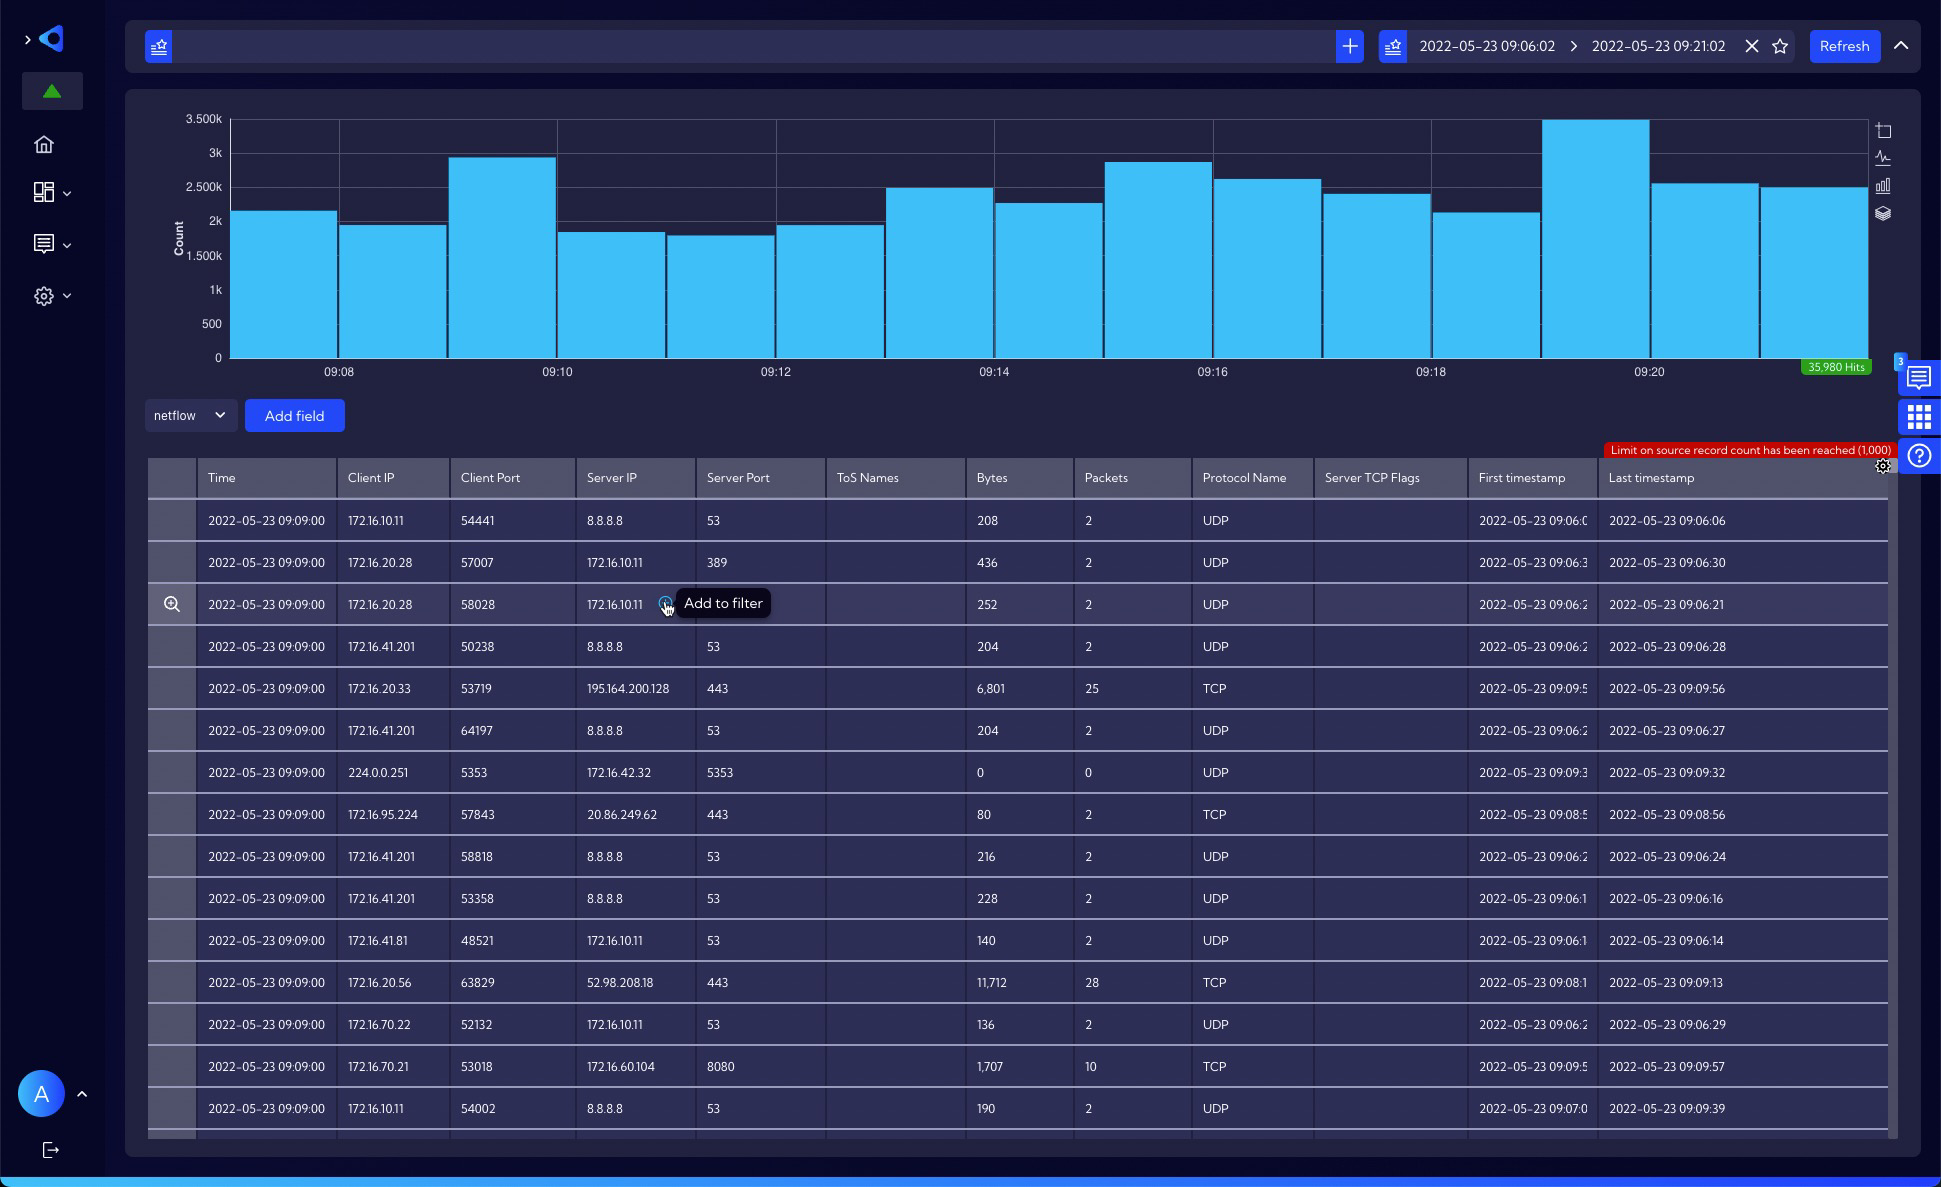 2022-05-23 09:06:02 2022-05-23 09:21:02 Refresh
3.500k
3k
2.500k
2k
1.500k
1k
500
0
Count
09:08 09:10 09:12 09:14 09:16 09:18 09:20
35,980 Hits
3
netflow Add field
Limit on source record count has been reached (1,000)
Time Client IP Client Port Server IP Server Port ToS Names Bytes Packets Protocol Name Server TCP Flags First timestamp Last timestamp
2022-05-23 09:09:00 172.16.10.11 54441 8.8.8.8 53 208 2 UDP 2022-05-23 09:06:0 2022-05-23 09:06:06
2022-05-23 09:09:00 172.16.20.28 57007 172.16.10.11 389 436 2 UDP 2022-05-23 09:06:3 2022-05-23 09:06:30
2022-05-23 09:09:00 172.16.20.28 58028 172.16.10.11 Add to filter 252 2 UDP 2022-05-23 09:06:2 2022-05-23 09:06:21
2022-05-23 09:09:00 172.16.41.201 50238 8.8.8.8 53 204 2 UDP 2022-05-23 09:06:2 2022-05-23 09:06:28
2022-05-23 09:09:00 172.16.20.33 53719 195.164.200.128 443 6,801 25 TCP 2022-05-23 09:09:5 2022-05-23 09:09:56
2022-05-23 09:09:00 172.16.41.201 64197 8.8.8.8 53 204 2 UDP 2022-05-23 09:06:2 2022-05-23 09:06:27
2022-05-23 09:09:00 224.0.0.251 5353 172.16.42.32 5353 0 0 UDP 2022-05-23 09:09:3 2022-05-23 09:09:32
2022-05-23 09:09:00 172.16.95.224 57843 20.86.249.62 443 80 2 TCP 2022-05-23 09:08:5 2022-05-23 09:08:56
2022-05-23 09:09:00 172.16.41.201 58818 8.8.8.8 53 216 2 UDP 2022-05-23 09:06:2 2022-05-23 09:06:24
2022-05-23 09:09:00 172.16.41.201 53358 8.8.8.8 53 228 2 UDP 2022-05-23 09:06:1 2022-05-23 09:06:16
2022-05-23 09:09:00 172.16.41.81 48521 172.16.10.11 53 140 2 UDP 2022-05-23 09:06:1 2022-05-23 09:06:14
2022-05-23 09:09:00 172.16.20.56 63829 52.98.208.18 443 11,712 28 TCP 2022-05-23 09:08:1 2022-05-23 09:09:13
2022-05-23 09:09:00 172.16.70.22 52132 172.16.10.11 53 136 2 UDP 2022-05-23 09:06:2 2022-05-23 09:06:29
2022-05-23 09:09:00 172.16.70.21 53018 172.16.60.104 8080 1,707 10 TCP 2022-05-23 09:09:5 2022-05-23 09:09:57
2022-05-23 09:09:00 172.16.10.11 54002 8.8.8.8 53 190 2 UDP 2022-05-23 09:07:0 2022-05-23 09:09:39
A